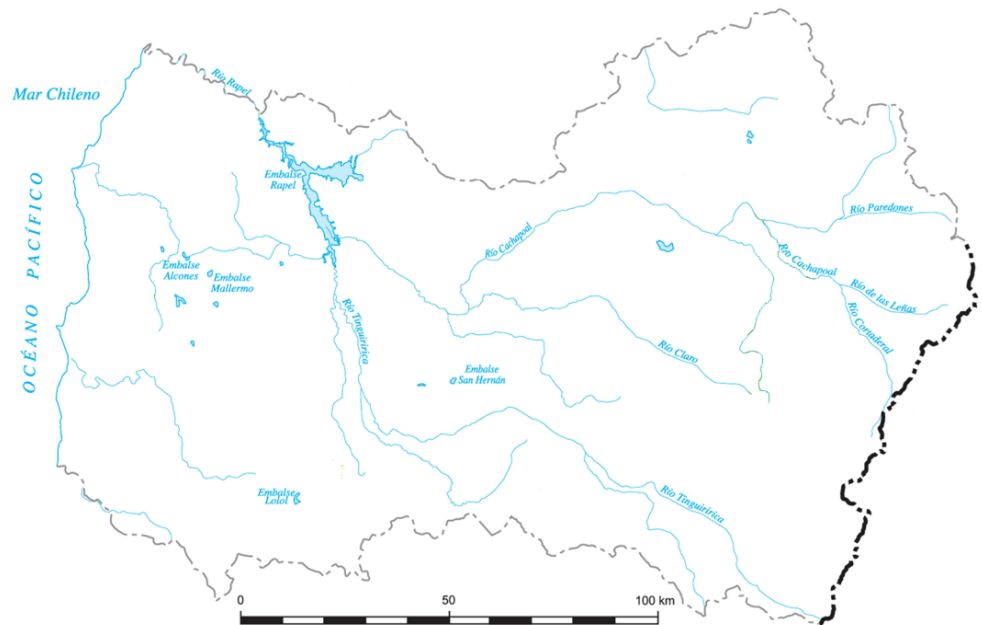 Río Rapel
Mar Chileno
OCÉANO PACÍFICO
Embalse
Rapel
Río Paredones
Río Cachapoal
Río Cachapoal
Embalse
Alcones
Embalse
Mallermo
Río de las Leñas
Río Cortaderal
Río Tinguiririca
Río Claro
Embalse
San Hernán
Embalse
Lolol
Río Tinguiririca
0 50 100 km